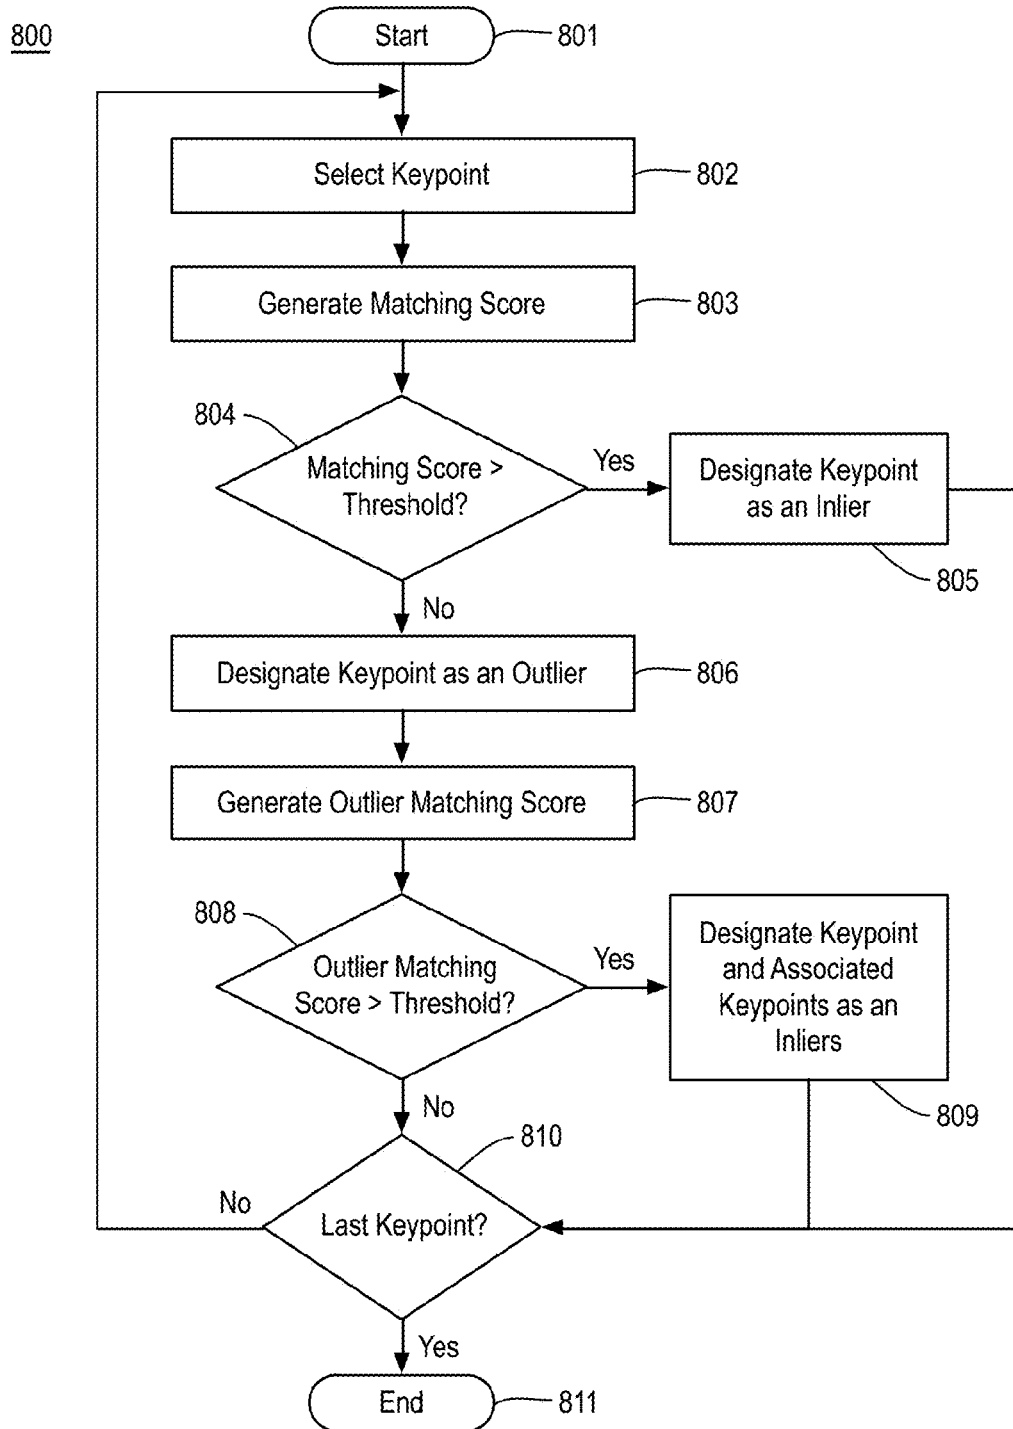 800
Start
801
Select Keypoint
802
Generate Matching Score
803
804
Matching Score >
Threshold?
Yes
Designate Keypoint
as an Inlier
805
No
Designate Keypoint as an Outlier
806
Generate Outlier Matching Score
807
808
Outlier Matching
Score > Threshold?
Yes
Designate Keypoint
and Associated
Keypoints as an
Inliers
809
No
810
Last Keypoint?
No
Yes
End
811